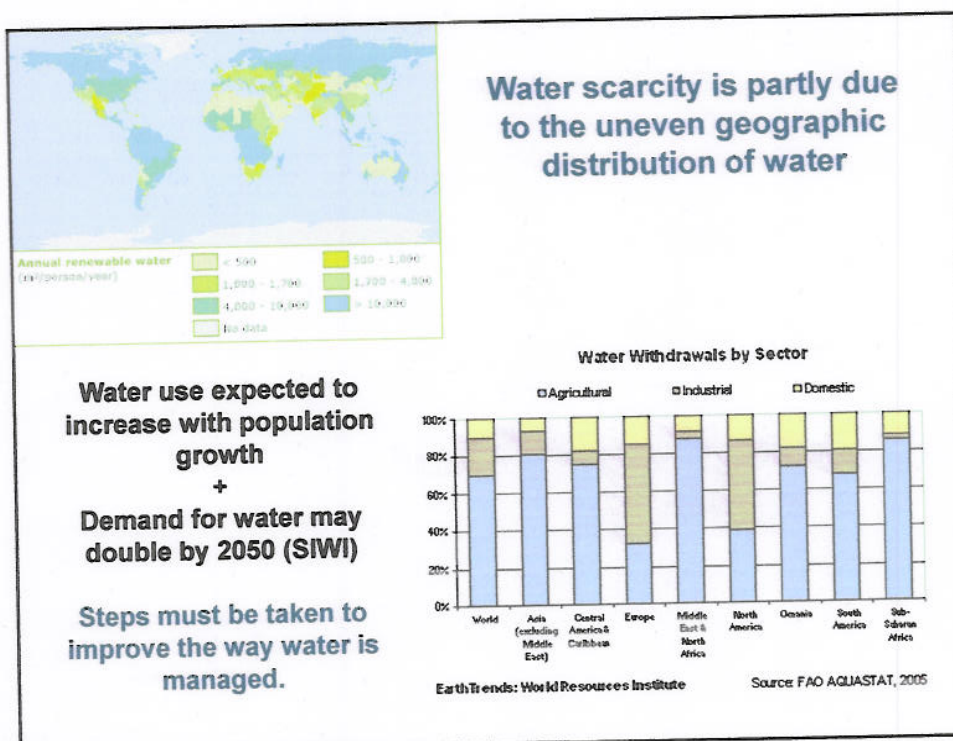 Water scarcity is partly due
to the uneven geographic
distribution of water
Annual renewable water
(m³/person/year)
< 500
500 - 1,000
1,000 - 1,700
1,700 - 4,000
4,000 - 10,000
> 10,000
No data
Water use expected to
increase with population
growth
+
Demand for water may
double by 2050 (SIWI)
Steps must be taken to
improve the way water is
managed.
Water Withdrawals by Sector
Agricultural Industrial Domestic
100%
80%
60%
40%
20%
0%
World
Asia
(excluding
Middle
East)
Central
America &
Caribbean
Europe
Middle
East &
North
Africa
North
America
Oceania
South
America
Sub-
Saharan
Africa
EarthTrends: World Resources Institute
Source: FAO AQUASTAT, 2005